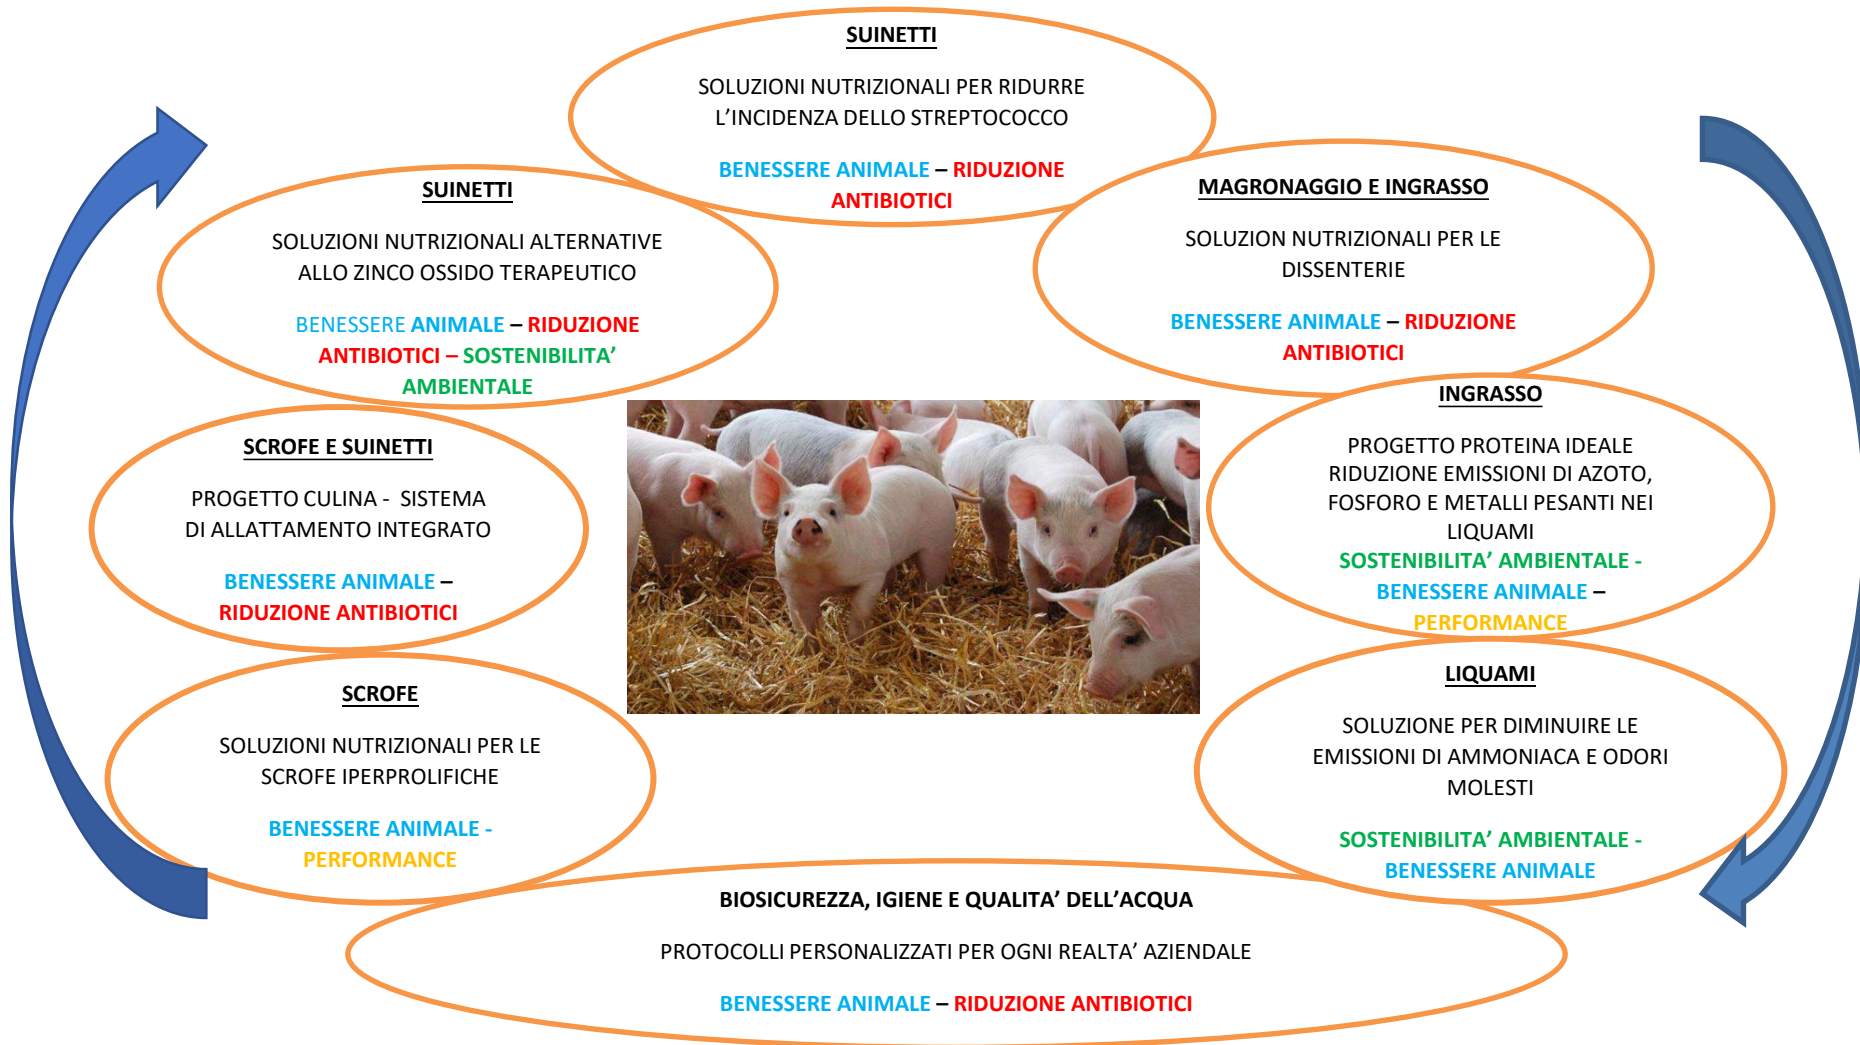 SUINETTI
SOLUZIONI NUTRIZIONALI PER RIDURRE
L’INCIDENZA DELLO STREPTOCOCCO
BENESSERE ANIMALE – RIDUZIONE
ANTIBIOTICI
SUINETTI
SOLUZIONI NUTRIZIONALI ALTERNATIVE
ALLO ZINCO OSSIDO TERAPEUTICO
BENESSERE ANIMALE – RIDUZIONE
ANTIBIOTICI – SOSTENIBILITA’
AMBIENTALE
MAGRONAGGIO E INGRASSO
SOLUZION NUTRIZIONALI PER LE
DISSENTERIE
BENESSERE ANIMALE – RIDUZIONE
ANTIBIOTICI
SCROFE E SUINETTI
PROGETTO CULINA - SISTEMA
DI ALLATTAMENTO INTEGRATO
BENESSERE ANIMALE –
RIDUZIONE ANTIBIOTICI
INGRASSO
PROGETTO PROTEINA IDEALE
RIDUZIONE EMISSIONI DI AZOTO,
FOSFORO E METALLI PESANTI NEI
LIQUAMI
SOSTENIBILITA’ AMBIENTALE -
BENESSERE ANIMALE –
PERFORMANCE
SCROFE
SOLUZIONI NUTRIZIONALI PER LE
SCROFE IPERPROLIFICHE
BENESSERE ANIMALE -
PERFORMANCE
LIQUAMI
SOLUZIONE PER DIMINUIRE LE
EMISSIONI DI AMMONIACA E ODORI
MOLESTI
SOSTENIBILITA’ AMBIENTALE -
BENESSERE ANIMALE
BIOSICUREZZA, IGIENE E QUALITA’ DELL’ACQUA
PROTOCOLLI PERSONALIZZATI PER OGNI REALTA’ AZIENDALE
BENESSERE ANIMALE – RIDUZIONE ANTIBIOTICI